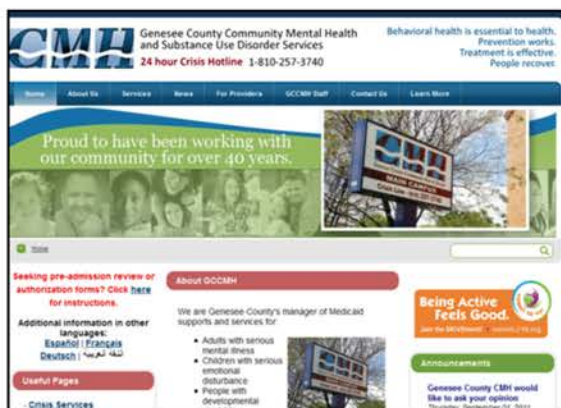 CMH
Genesee County Community Mental Health
and Substance Use Disorder Services
24 hour Crisis Hotline 1-810-257-3740
Behavioral health is essential to health.
Prevention works.
Treatment is effective.
People recover.
Home About Us Services News For Providers GCCMH Staff Contact Us Learn More
Proud to have been working with
our community for over 40 years.
CMH
MAIN CAMPUS
Home
Seeking pre-admission review or
authorization forms? Click here
for instructions.
Additional information in other
languages:
Español | Français
Deutsch |
Useful Pages
- Crisis Services
About GCCMH
We are Genesee County's manager of Medicaid
supports and services for:
• Adults with serious
mental illness
• Children with serious
emotional
disturbance
• People with
developmental
Being Active
Feels Good.
Announcements
Genesee County CMH would
like to ask your opinion